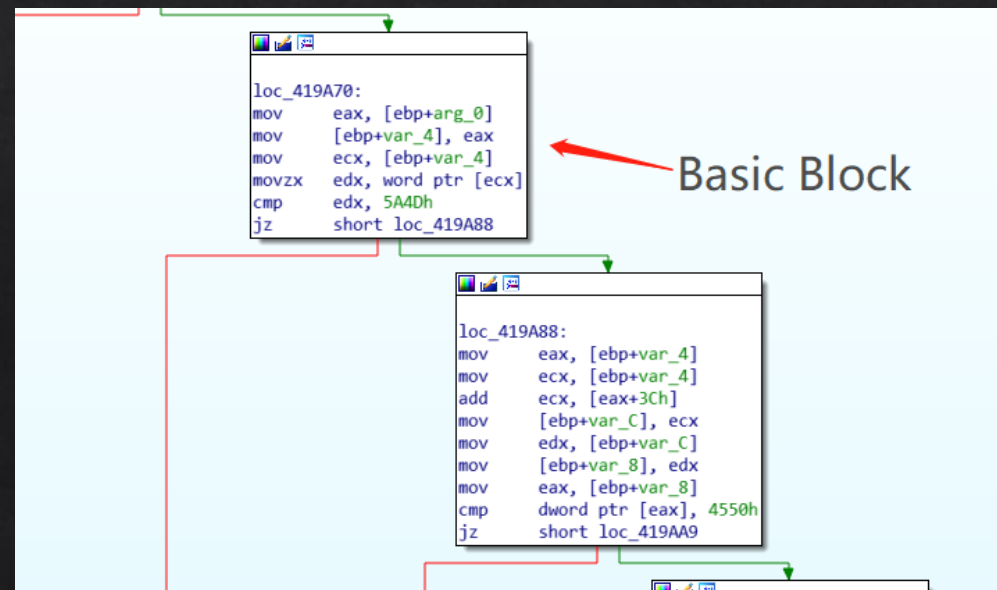 loc_419A70:
mov eax, [ebp+arg_0]
mov [ebp+var_4], eax
mov ecx, [ebp+var_4]
movzx edx, word ptr [ecx]
cmp edx, 5A4Dh
jz short loc_419A88
Basic Block
loc_419A88:
mov eax, [ebp+var_4]
mov ecx, [ebp+var_4]
add ecx, [eax+3Ch]
mov [ebp+var_C], ecx
mov edx, [ebp+var_C]
mov [ebp+var_8], edx
mov eax, [ebp+var_8]
cmp dword ptr [eax], 4550h
jz short loc_419AA9